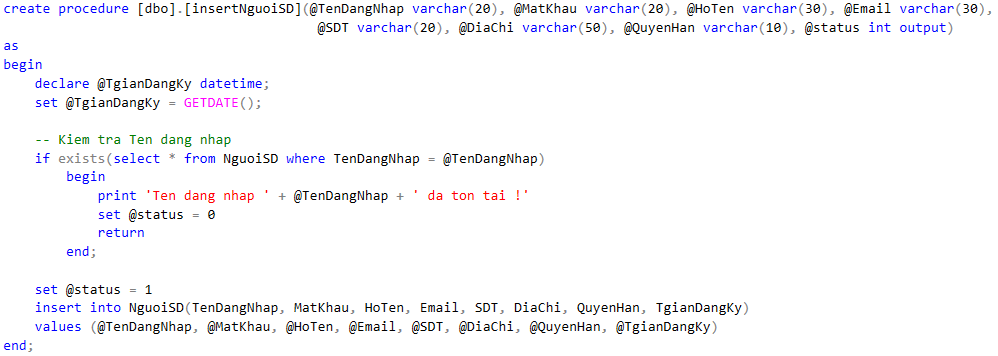 create procedure [dbo].[insertNguoiSD](@TenDangNhap varchar(20), @MatKhau varchar(20), @HoTen varchar(30), @Email varchar(30),
@SDT varchar(20), @DiaChi varchar(50), @QuyenHan varchar(10), @status int output)
as
begin
declare @TgianDangKy datetime;
set @TgianDangKy = GETDATE();
-- Kiem tra Ten dang nhap
if exists(select * from NguoiSD where TenDangNhap = @TenDangNhap)
begin
print 'Ten dang nhap ' + @TenDangNhap + ' da ton tai !'
set @status = 0
return
end;
set @status = 1
insert into NguoiSD(TenDangNhap, MatKhau, HoTen, Email, SDT, DiaChi, QuyenHan, TgianDangKy)
values (@TenDangNhap, @MatKhau, @HoTen, @Email, @SDT, @DiaChi, @QuyenHan, @TgianDangKy)
end;